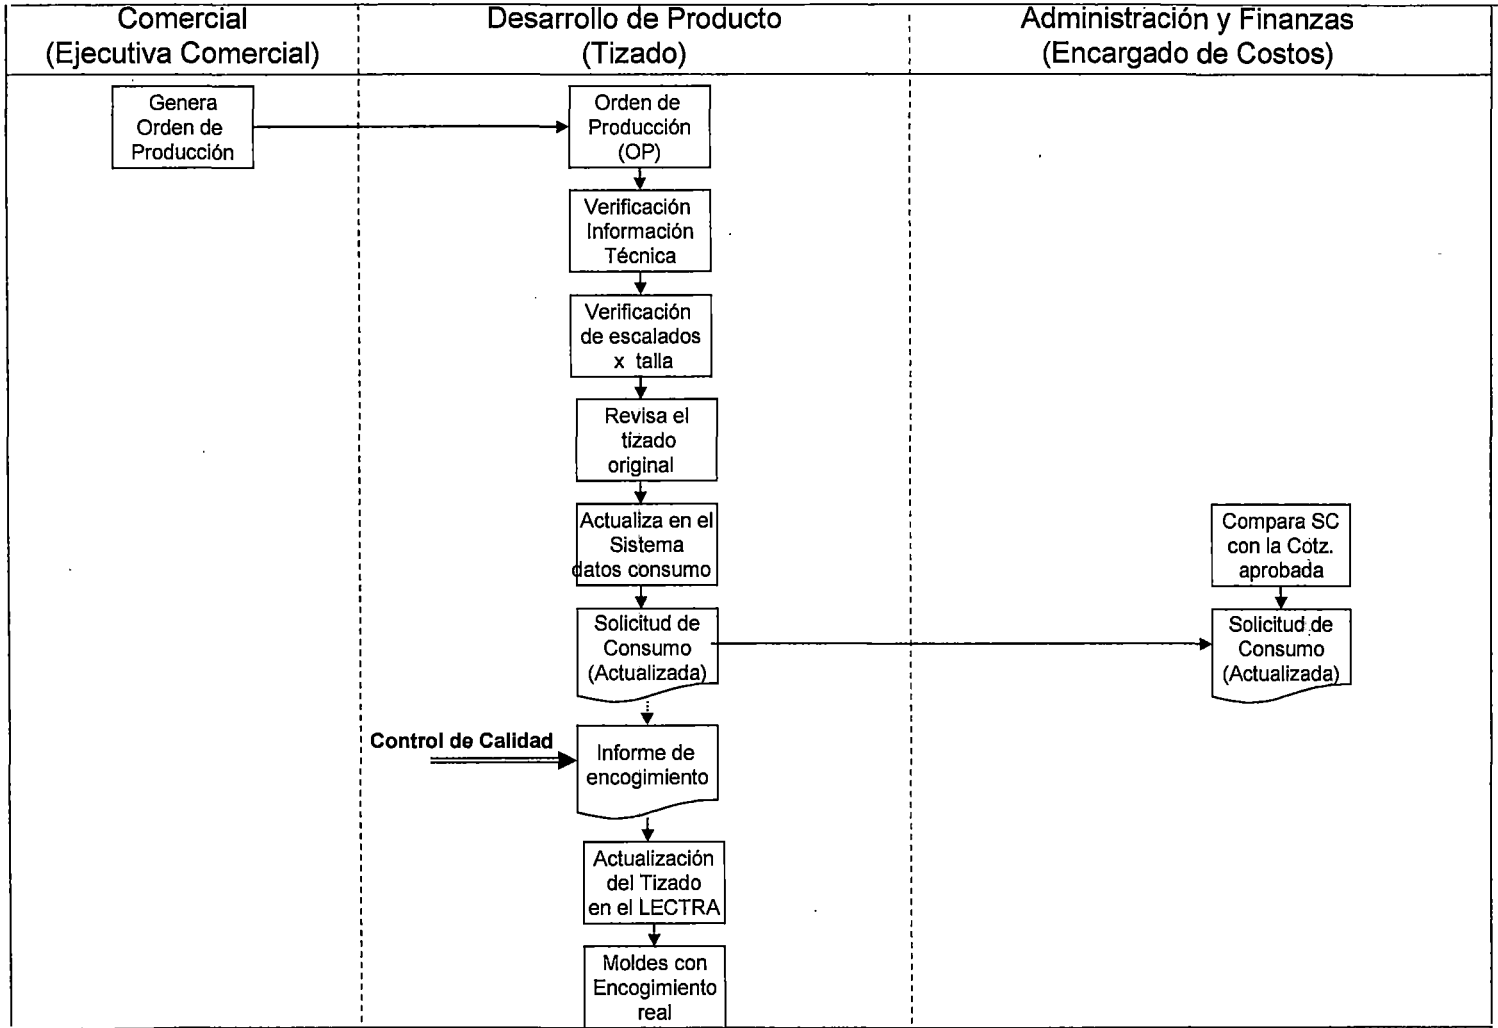 Comercial
(Ejecutiva Comercial)
Desarrollo de Producto
(Tizado)
Administración y Finanzas
(Encargado de Costos)
Genera
Orden de
Producción
Orden de
Producción
(OP)
Verificación
Información
Técnica
Verificación
de escalados
x talla
Revisa el
tizado
original
Actualiza en el
Sistema
datos consumo
Compara SC
con la Cotz.
aprobada
Solicitud de
Consumo
(Actualizada)
Solicitud de
Consumo
(Actualizada)
Control de Calidad
Informe de
encogimiento
Actualización
del Tizado
en el LECTRA
Moldes con
Encogimiento
real